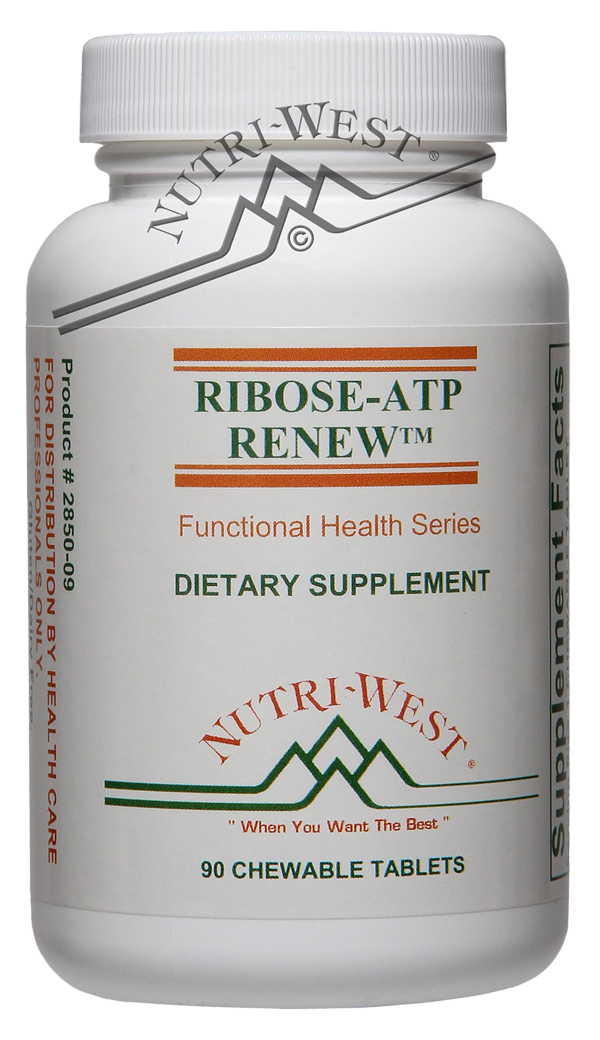 NUTRI-WEST®
©
RIBOSE-ATP
RENEW™
Functional Health Series
DIETARY SUPPLEMENT
NUTRI-WEST®
" When You Want The Best "
90 CHEWABLE TABLETS
Product # 2850-09
FOR DISTRIBUTION BY HEALTH CARE
PROFESSIONALS ONLY.
Supplement Facts